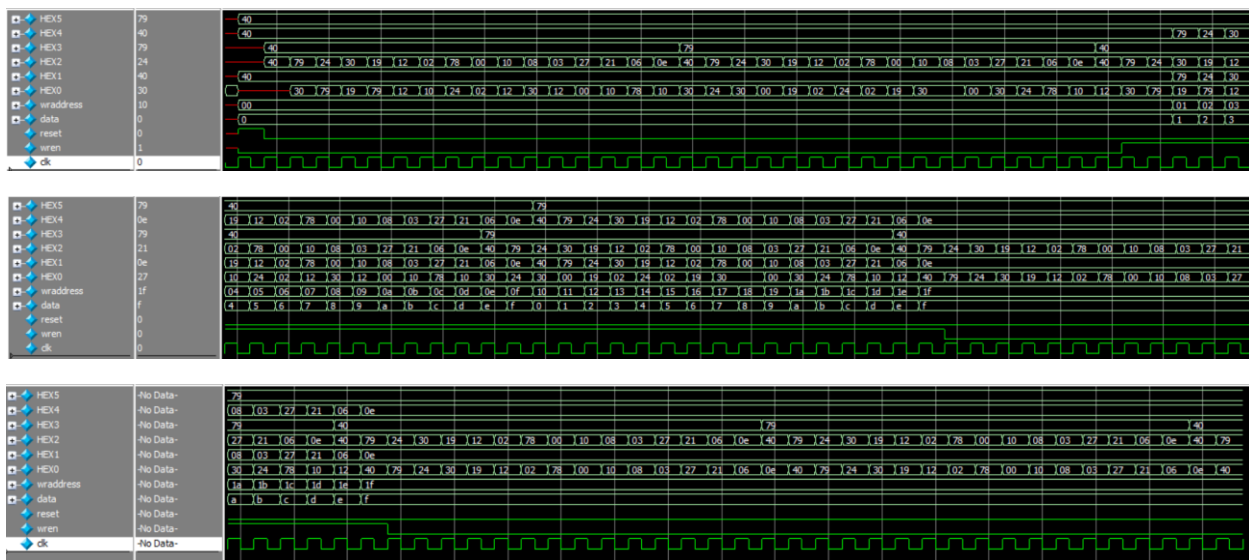 HEX5 79 40
HEX4 40 40 79 24 30
HEX3 79 40 79 40
HEX2 24 40 79 24 30 19 12 02 78 00 10 08 03 27 21 06 0e 40 79 24 30 19 12 02 78 00 10 08 03 27 21 06 0e 40 79 24 30 19 12
HEX1 40 40 79 24 30
HEX0 30 30 79 19 79 12 10 24 02 12 30 12 00 10 78 10 30 24 30 00 19 02 24 02 19 30 00 30 24 78 10 12 30 79 19 79 12
wraddress 10 00 01 02 03
data 0 0 1 2 3
reset 0
wren 1
clk 0
HEX5 79 40 79
HEX4 0e 19 12 02 78 00 10 08 03 27 21 06 0e 40 79 24 30 19 12 02 78 00 10 08 03 27 21 06 0e
HEX3 79 40 79 40
HEX2 21 02 78 00 10 08 03 27 21 06 0e 40 79 24 30 19 12 02 78 00 10 08 03 27 21 06 0e 40 79 24 30 19 12 02 78 00 10 08 03 27 21
HEX1 0e 19 12 02 78 00 10 08 03 27 21 06 0e 40 79 24 30 19 12 02 78 00 10 08 03 27 21 06 0e
HEX0 27 10 24 02 12 30 12 00 10 78 10 30 24 30 00 19 02 24 02 19 30 00 30 24 78 10 12 40 79 24 30 19 12 02 78 00 10 08 03 27
wraddress 1f 04 05 06 07 08 09 0a 0b 0c 0d 0e 0f 10 11 12 13 14 15 16 17 18 19 1a 1b 1c 1d 1e 1f
data f 4 5 6 7 8 9 a b c d e f 0 1 2 3 4 5 6 7 8 9 a b c d e f
reset 0
wren 0
clk 0
HEX5 -No Data- 79
HEX4 -No Data- 08 03 27 21 06 0e
HEX3 -No Data- 79 40 79 40
HEX2 -No Data- 27 21 06 0e 40 79 24 30 19 12 02 78 00 10 08 03 27 21 06 0e 40 79 24 30 19 12 02 78 00 10 08 03 27 21 06 0e 40 79
HEX1 -No Data- 08 03 27 21 06 0e
HEX0 -No Data- 30 24 78 10 12 40 79 24 30 19 12 02 78 00 10 08 03 27 21 06 0e 40 79 24 30 19 12 02 78 00 10 08 03 27 21 06 0e 40
wraddress -No Data- 1a 1b 1c 1d 1e 1f
data -No Data- a b c d e f
reset -No Data-
wren -No Data-
clk -No Data-